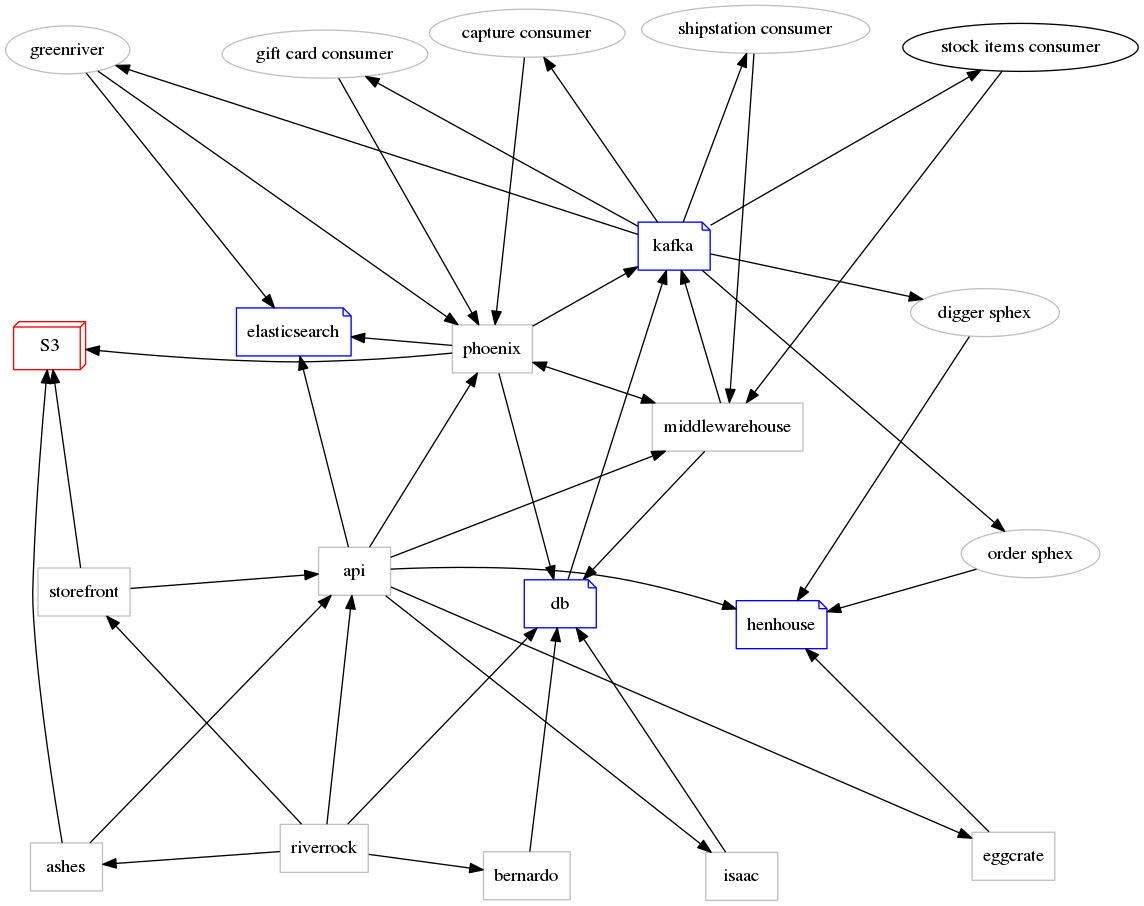 greenriver
gift card consumer
capture consumer
shipstation consumer
stock items consumer
kafka
digger sphex
S3
elasticsearch
phoenix
middlewarehouse
order sphex
storefront
api
db
henhouse
ashes
riverrock
bernardo
isaac
eggcrate